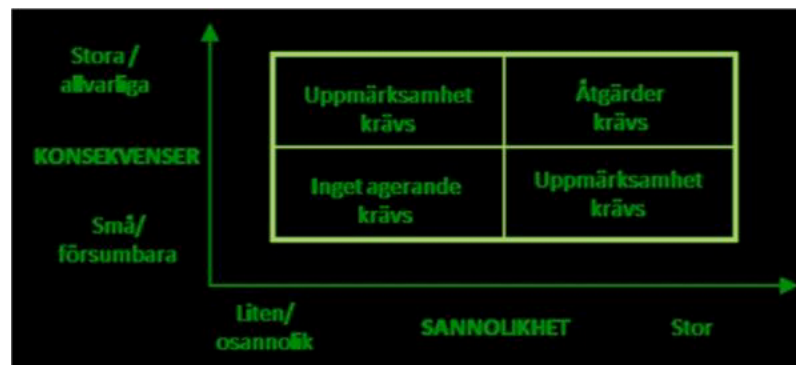 Stora /
allvarliga
Uppmärksamhet
krävs
Åtgärder
krävs
KONSEKVENSER
Inget agerande
krävs
Uppmärksamhet
krävs
Små/
försumbara
Liten/
osannolik
SANNOLIKHET
Stor